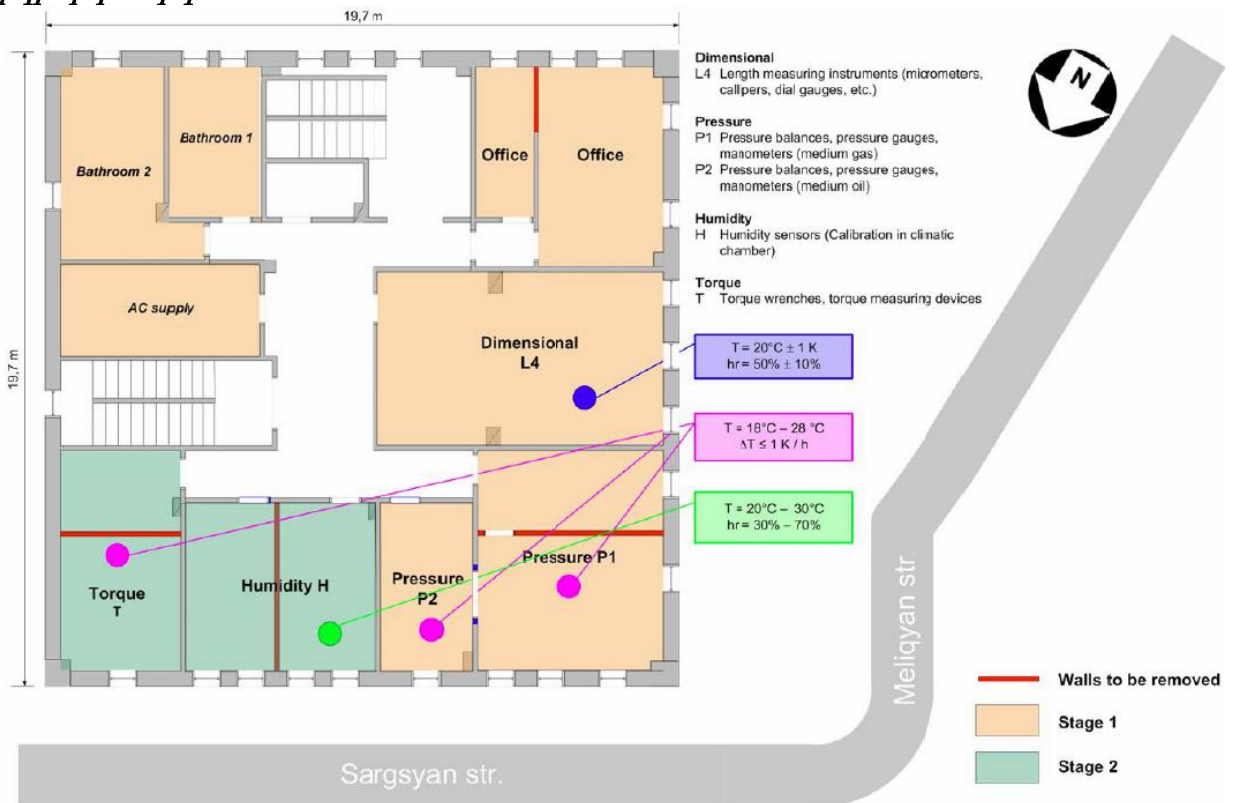 19,7 m
19,7 m
Bathroom 2
Bathroom 1
Office
Office
AC supply
Dimensional
L4
Torque
T
Humidity H
Pressure
P2
Pressure P1
Dimensional
L4 Length measuring instruments (micrometers,
callipers, dial gauges, etc.)
Pressure
P1 Pressure balances, pressure gauges,
manometers (medium gas)
P2 Pressure balances, pressure gauges,
manometers (medium oil)
Humidity
H Humidity sensors (Calibration in climatic
chamber)
Torque
T Torque wrenches, torque measuring devices
N
T = 20°C ± 1 K
hr = 50% ± 10%
T = 18°C – 28 °C
ΔT ≤ 1 K / h
T = 20°C – 30°C
hr = 30% – 70%
Meliqyan str
Sargsyan str.
Walls to be removed
Stage 1
Stage 2